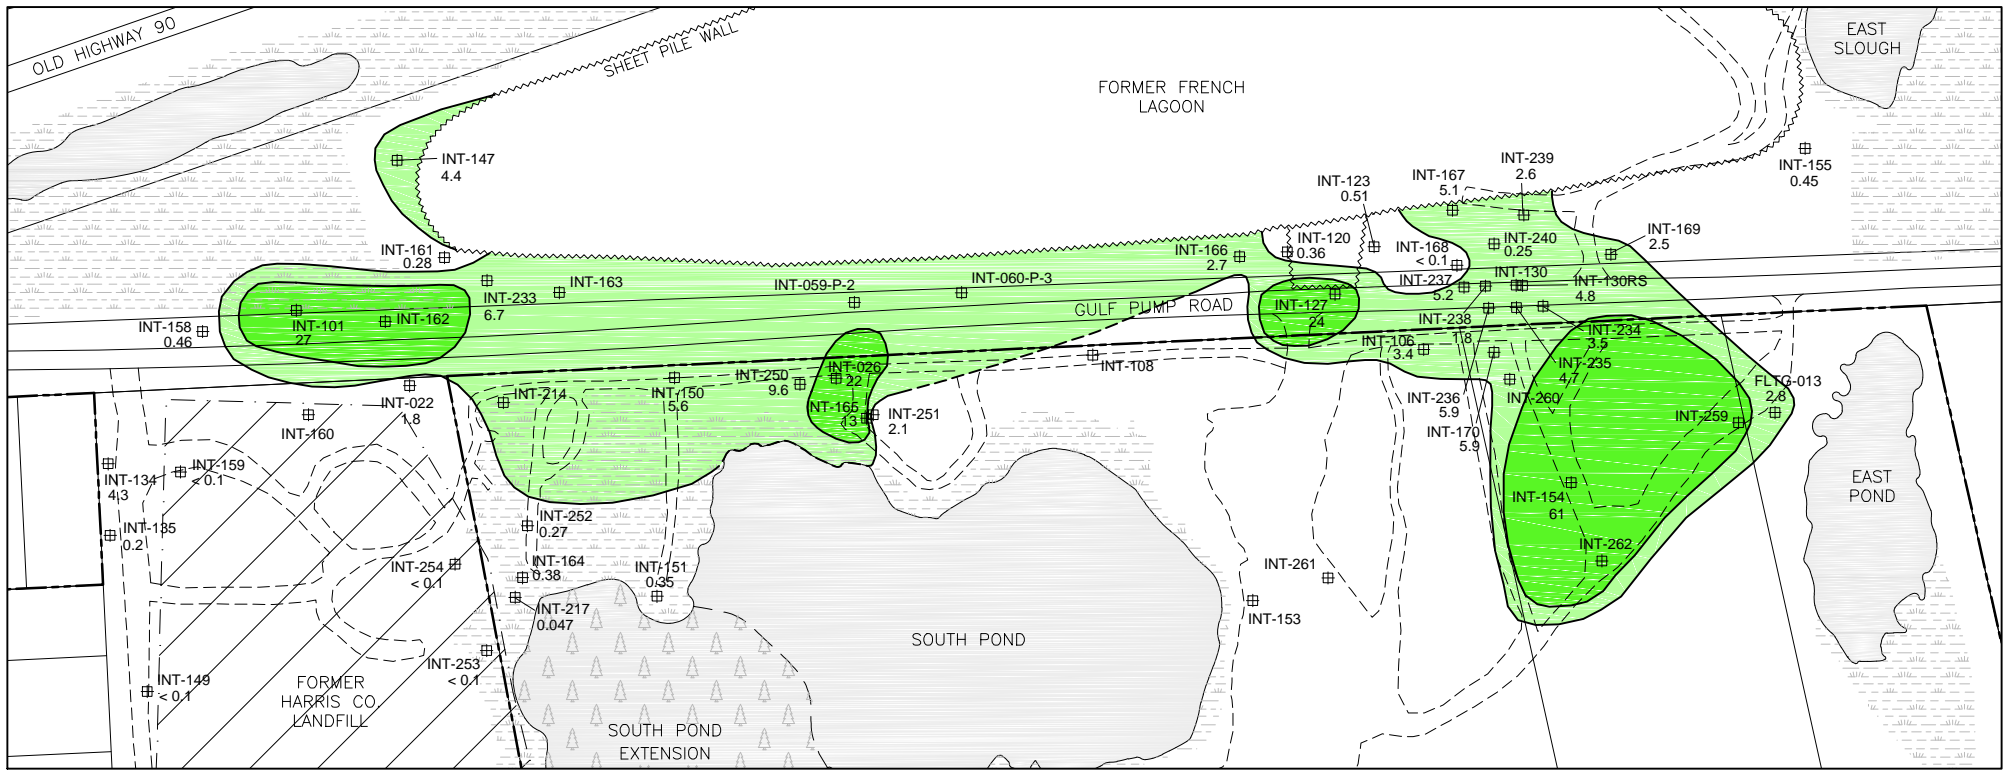 OLD HIGHWAY 90
SHEET PILE WALL
FORMER FRENCH
LAGOON
EAST
SLOUGH
INT-147
4.4
INT-123
0.51
INT-167
5.1
INT-239
2.6
INT-155
0.45
INT-161
0.28
INT-166
2.7
INT-120
0.36
INT-168
< 0.1
INT-240
0.25
INT-169
2.5
INT-233
6.7
INT-163
INT-059-P-2
INT-060-P-3
INT-237
5.2
INT-130
INT-130RS
4.8
GULF PUMP ROAD
INT-127
24
INT-158
0.46
INT-101
27
INT-162
INT-238
1.8
INT-234
3.5
INT-106
3.4
INT-235
4.7
INT-108
INT-026
22
INT-250
9.6
INT-150
5.6
INT-214
INT-022
1.8
INT-160
NT-165
13
INT-251
2.1
INT-236
5.9
INT-260
FLTG-013
2.8
INT-259
INT-170
5.9
INT-134
4.3
INT-159
< 0.1
INT-135
0.2
INT-252
0.27
INT-254
< 0.1
INT-164
0.38
INT-151
0.35
INT-217
0.047
INT-154
61
INT-262
EAST
POND
INT-261
INT-153
SOUTH POND
INT-253
< 0.1
INT-149
< 0.1
FORMER
HARRIS CO.
LANDFILL
SOUTH POND
EXTENSION